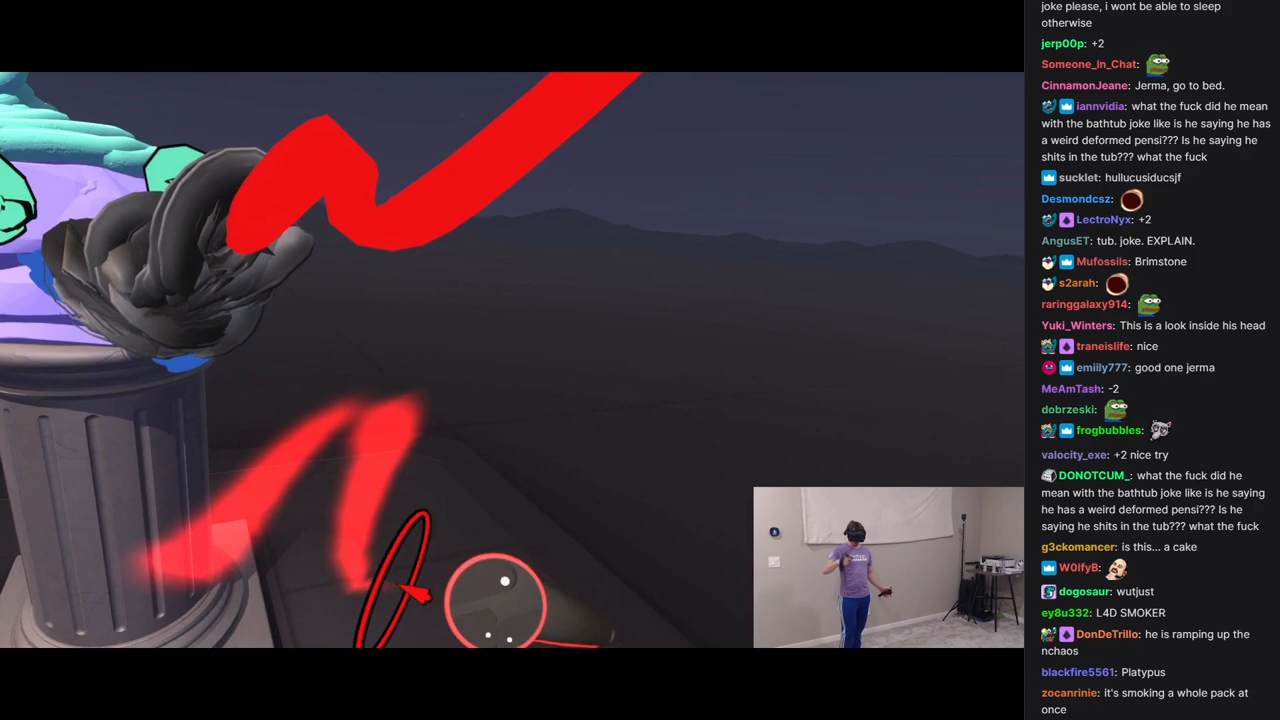 joke please, i wont be able to sleep
otherwise
jerp00p: +2
Someone_In_Chat:
CinnamonJeane: Jerma, go to bed.
iannvidia: what the fuck did he mean
with the bathtub joke like is he saying he has
a weird deformed pensi??? Is he saying he
shits in the tub??? what the fuck
sucklet: hullucusiducsjf
Desmondcsz:
LectroNyx: +2
AngusET: tub. joke. EXPLAIN.
Mufossils: Brimstone
s2arah:
raringgalaxy914:
Yuki_Winters: This is a look inside his head
traneislife: nice
emiily777: good one jerma
MeAmTash: -2
dobrzeski:
frogbubbles:
valocity_exe: +2 nice try
DONOTCUM_: what the fuck did he
mean with the bathtub joke like is he saying
he has a weird deformed pensi??? Is he
saying he shits in the tub??? what the fuck
g3ckomancer: is this... a cake
W0lfyB:
dogosaur: wutjust
ey8u332: L4D SMOKER
DonDeTrillo: he is ramping up the
nchaos
blackfire5561: Platypus
zocanrinie: it's smoking a whole pack at
once